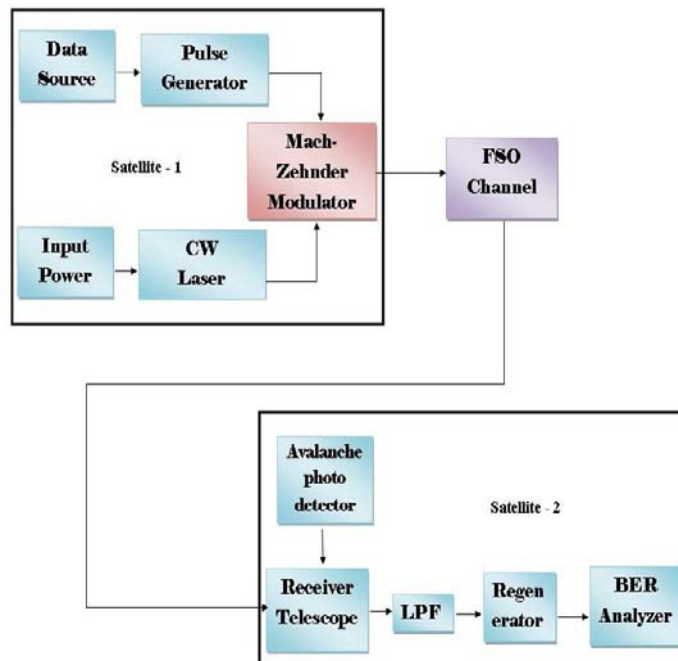 Data
Source
Pulse
Generator
Mach-
Zehnder
Modulator
FSO
Channel
Satellite - 1
Input
Power
CW
Laser
Avalanche
photo
detector
Satellite - 2
Receiver
Telescope
LPF
Regen
erator
BER
Analyzer